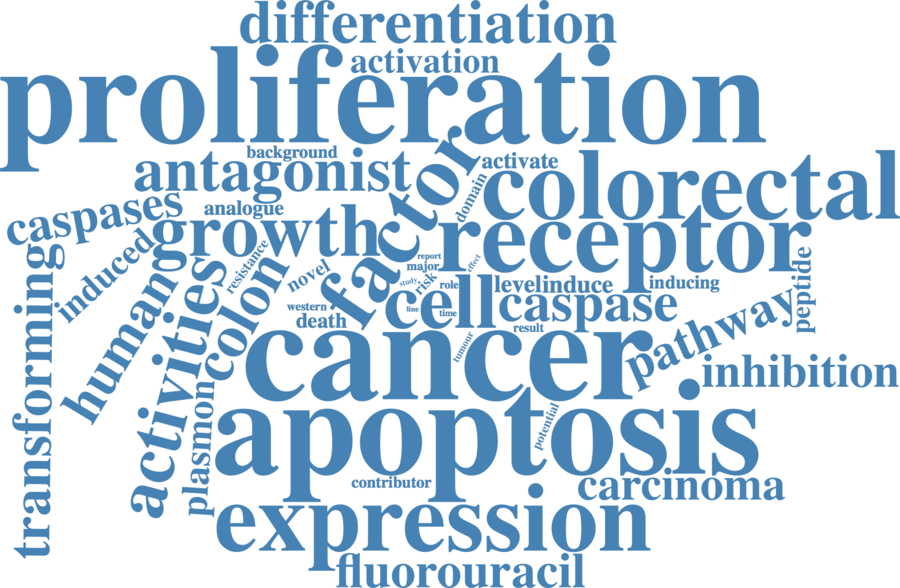 differentiation
activation
proliferation
background
antagonist
factor
activate
colorectal
domain
caspases
analogue
growth
receptor
induced
resistance
report
major
effect
transforming
human
activities
colon
novel
study
risk
role
level
induce
inducing
peptide
western
death
line
cell
time
caspase
result
pathway
cancer
tumour
inhibition
plasmon
apoptosis
potential
contributor
carcinoma
expression
fluorouracil